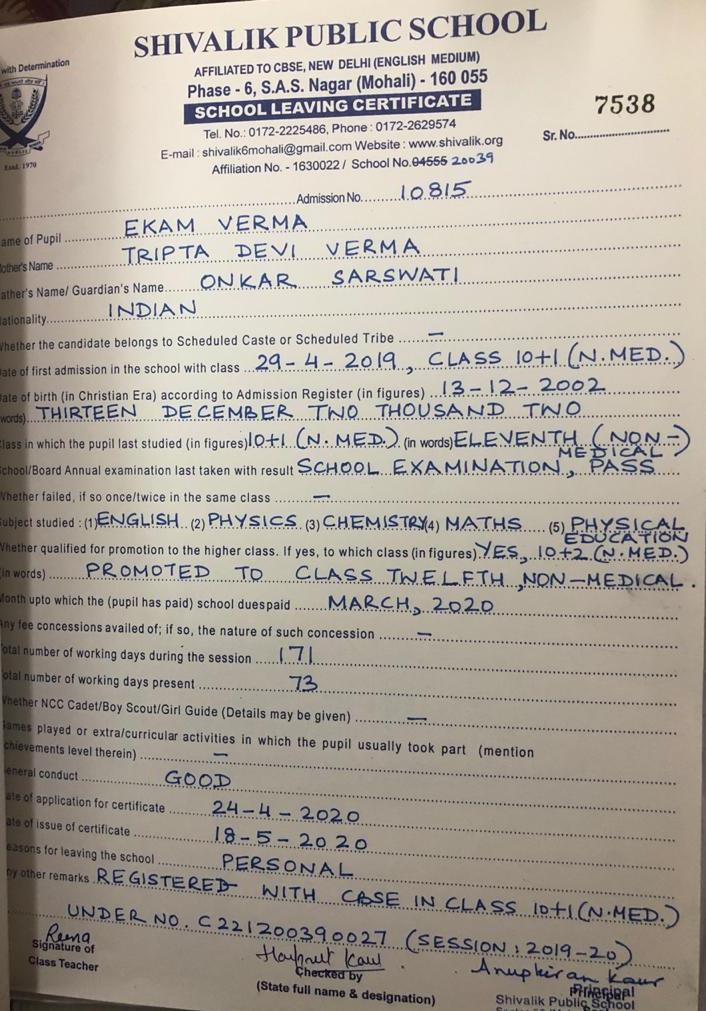 SHIVALIK PUBLIC SCHOOL
with Determination
AFFILIATED TO CBSE, NEW DELHI (ENGLISH MEDIUM)
Phase - 6, S.A.S. Nagar (Mohali) - 160 055
SCHOOL LEAVING CERTIFICATE
7538
Tel. No.: 0172-2225486, Phone : 0172-2629574
Sr. No.
E-mail : shivalik6mohali@gmail.com Website : www.shivalik.org
Estd. 1970
Affiliation No. - 1630022 / School No. 04555 20039
Admission No. 10815
ame of Pupil EKAM VERMA
other's Name TRIPTA DEVI VERMA
ather's Name/ Guardian's Name ONKAR SARSWATI
ationality INDIAN
hether the candidate belongs to Scheduled Caste or Scheduled Tribe —
ate of first admission in the school with class 29-4-2019, CLASS 10+1 (N.MED.)
ate of birth (in Christian Era) according to Admission Register (in figures) 13-12-2002
words) THIRTEEN DECEMBER TWO THOUSAND TWO
lass in which the pupil last studied (in figures) 10+1 (N.MED.) (in words) ELEVENTH (NON-MEDICAL)
chool/Board Annual examination last taken with result SCHOOL EXAMINATION, PASS
hether failed, if so once/twice in the same class —
ubject studied : (1) ENGLISH (2) PHYSICS (3) CHEMISTRY (4) MATHS (5) PHYSICAL EDUCATION
hether qualified for promotion to the higher class. If yes, to which class (in figures) YES, 10+2 (N.MED.)
in words) PROMOTED TO CLASS TWELFTH, NON-MEDICAL.
onth upto which the (pupil has paid) school duespaid MARCH, 2020
ny fee concessions availed of; if so, the nature of such concession —
otal number of working days during the session 171
otal number of working days present 73
hether NCC Cadet/Boy Scout/Girl Guide (Details may be given) —
ames played or extra/curricular activities in which the pupil usually took part (mention
chievements level therein) —
eneral conduct GOOD
ate of application for certificate 24-4-2020
ate of issue of certificate 18-5-2020
easons for leaving the school PERSONAL
ny other remarks REGISTERED WITH CBSE IN CLASS 10+1 (N.MED.)
UNDER NO. C221200390027 (SESSION : 2019-20)
Reena
Harpreet Kaur
Anupkiran Kaur
Signature of
Class Teacher
Checked by
(State full name & designation)
Principal
Shivalik Public School